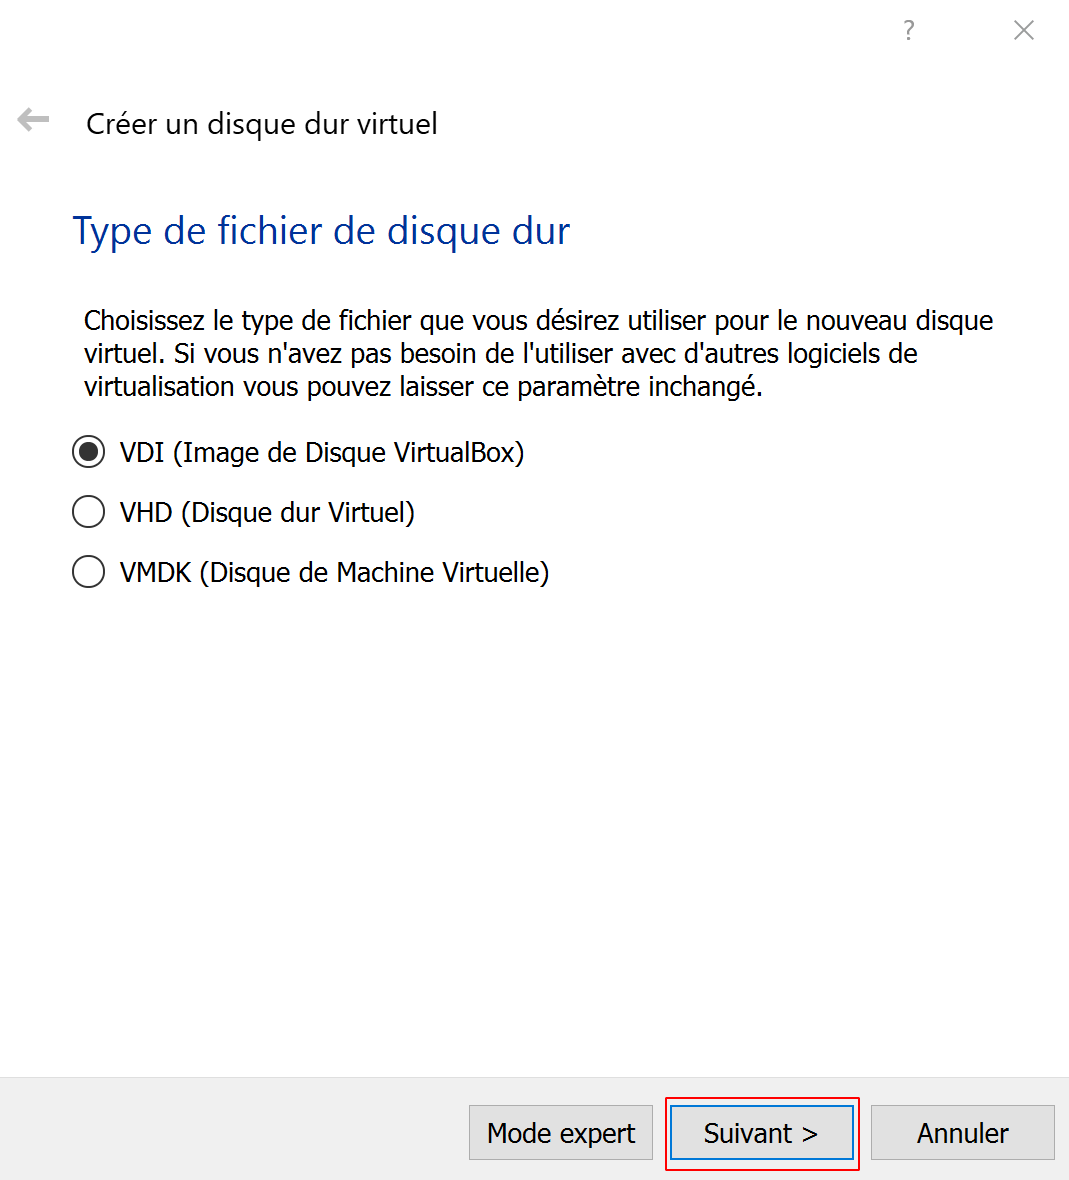 ?
Créer un disque dur virtuel
Type de fichier de disque dur
Choisissez le type de fichier que vous désirez utiliser pour le nouveau disque
virtuel. Si vous n'avez pas besoin de l'utiliser avec d'autres logiciels de
virtualisation vous pouvez laisser ce paramètre inchangé.
VDI (Image de Disque VirtualBox)
VHD (Disque dur Virtuel)
VMDK (Disque de Machine Virtuelle)
Mode expert Suivant > Annuler